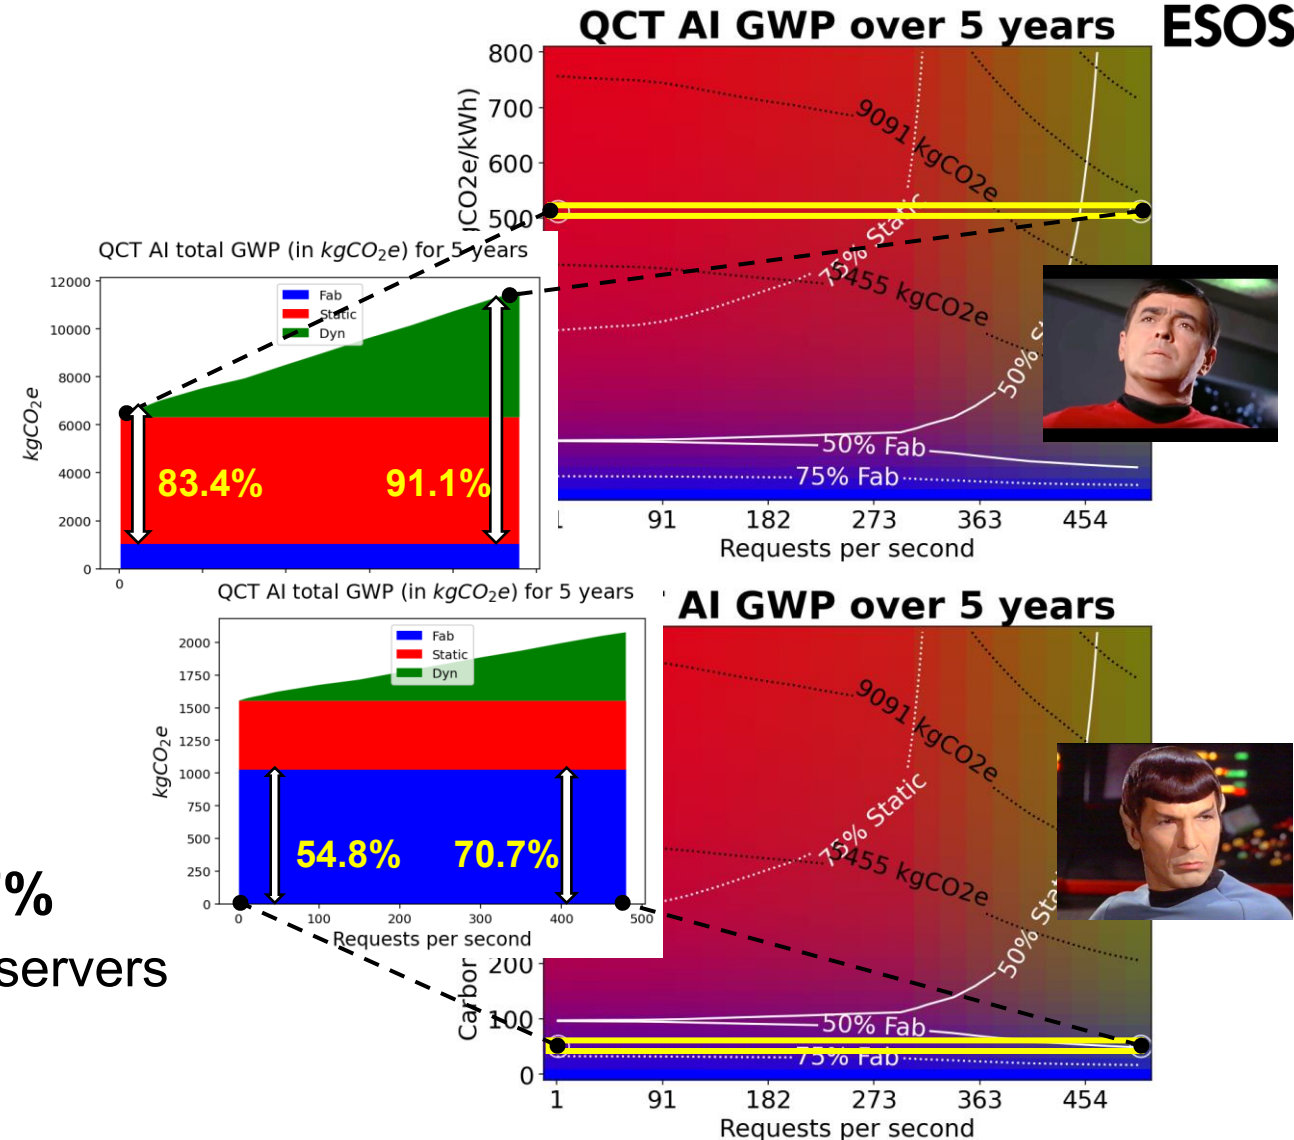 QCT AI GWP over 5 years
ESOS
800
700
600
500
gCO2e/kWh)
9091 kgCO2e
75% Static
5455 kgCO2e
50% S
50% Fab
75% Fab
91
182
273
363
454
Requests per second
QCT AI total GWP (in kgCO₂e) for 5 years
12000
10000
8000
6000
4000
2000
0
kgCO₂e
Fab
Static
Dyn
83.4%
91.1%
0
QCT AI total GWP (in kgCO₂e) for 5 years
2000
1750
1500
1250
1000
750
500
250
0
kgCO₂e
Fab
Static
Dyn
54.8%
70.7%
0
100
200
300
400
500
Requests per second
AI GWP over 5 years
9091 kgCO2e
75% Static
5455 kgCO2e
50% Stat
50% Fab
75% Fab
200
100
0
Carbor
1
91
182
273
363
454
Requests per second
%
servers